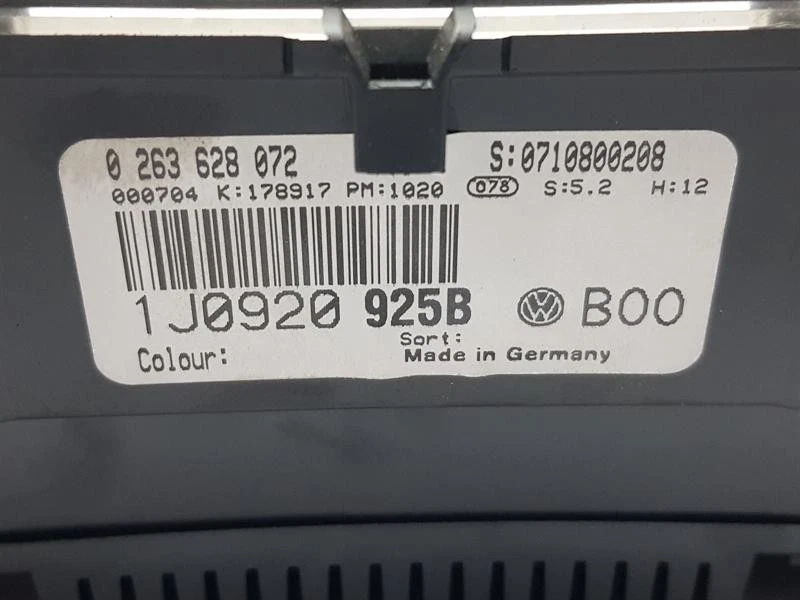 0 263 628 072 S:0710800208
000704 K:178917 PM:1020 078 S:5.2 H:12
1J0920 925B VW B00
Sort:
Colour: Made in Germany